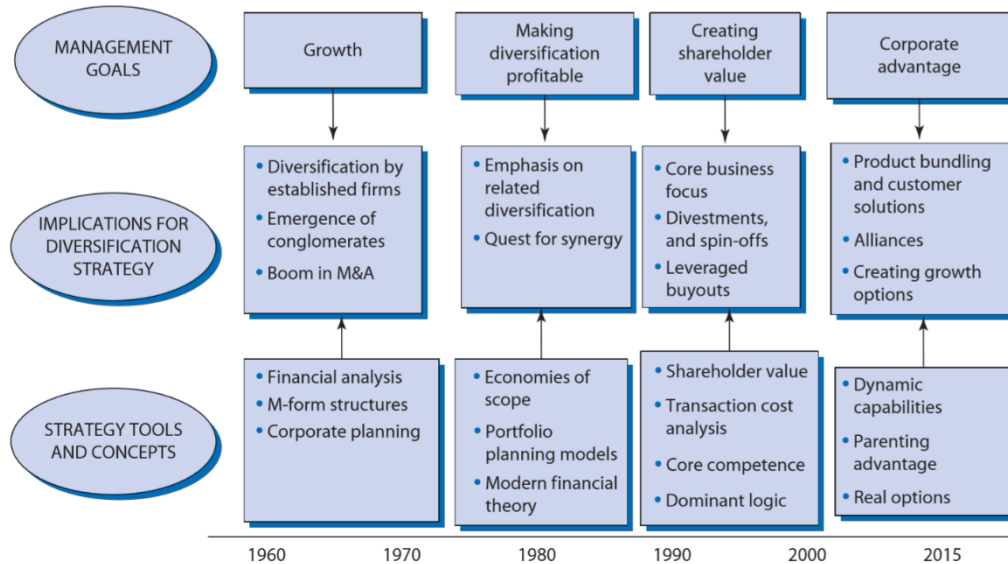 MANAGEMENT
GOALS
Growth
Making
diversification
profitable
Creating
shareholder
value
Corporate
advantage
IMPLICATIONS FOR
DIVERSIFICATION
STRATEGY
• Diversification by
established firms
• Emergence of
conglomerates
• Boom in M&A
• Emphasis on
related
diversification
• Quest for synergy
• Core business
focus
• Divestments,
and spin-offs
• Leveraged
buyouts
• Product bundling
and customer
solutions
• Alliances
• Creating growth
options
STRATEGY TOOLS
AND CONCEPTS
• Financial analysis
• M-form structures
• Corporate planning
• Economies of
scope
• Portfolio
planning models
• Modern financial
theory
• Shareholder value
• Transaction cost
analysis
• Core competence
• Dominant logic
• Dynamic
capabilities
• Parenting
advantage
• Real options
1960 1970 1980 1990 2000 2015